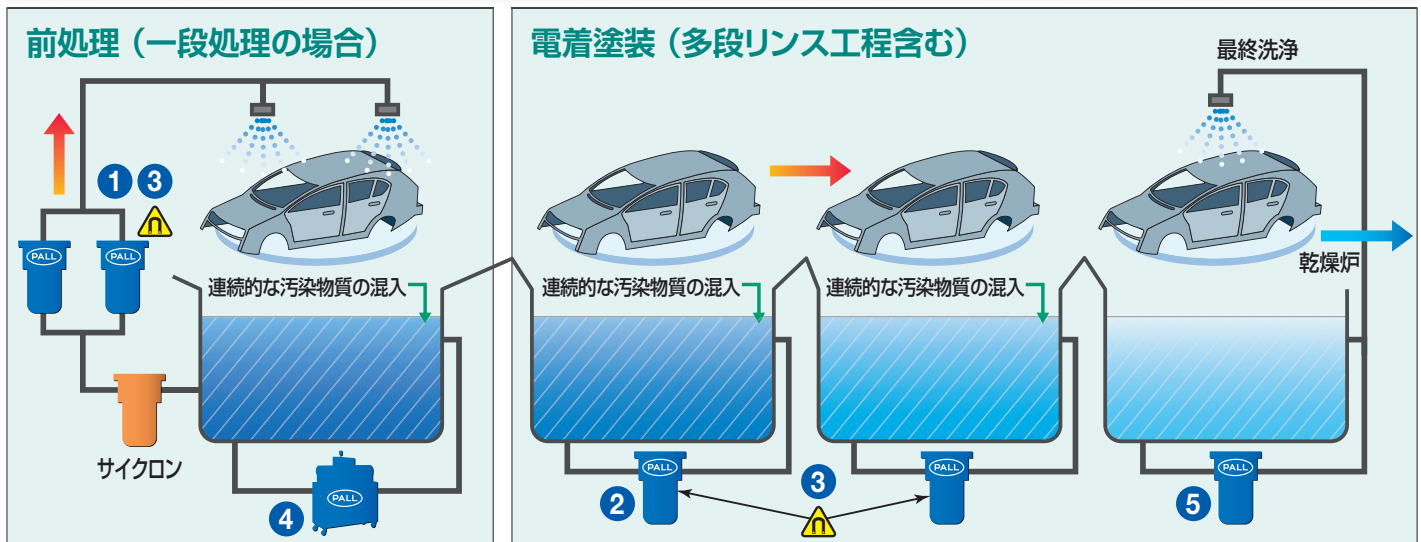 前処理（一段処理の場合）
1 3
PALL PALL
連続的な汚染物質の混入
サイクロン
PALL
4
電着塗装（多段リンス工程含む）
最終洗浄
乾燥炉
連続的な汚染物質の混入
連続的な汚染物質の混入
PALL
2
3
PALL
PALL
5